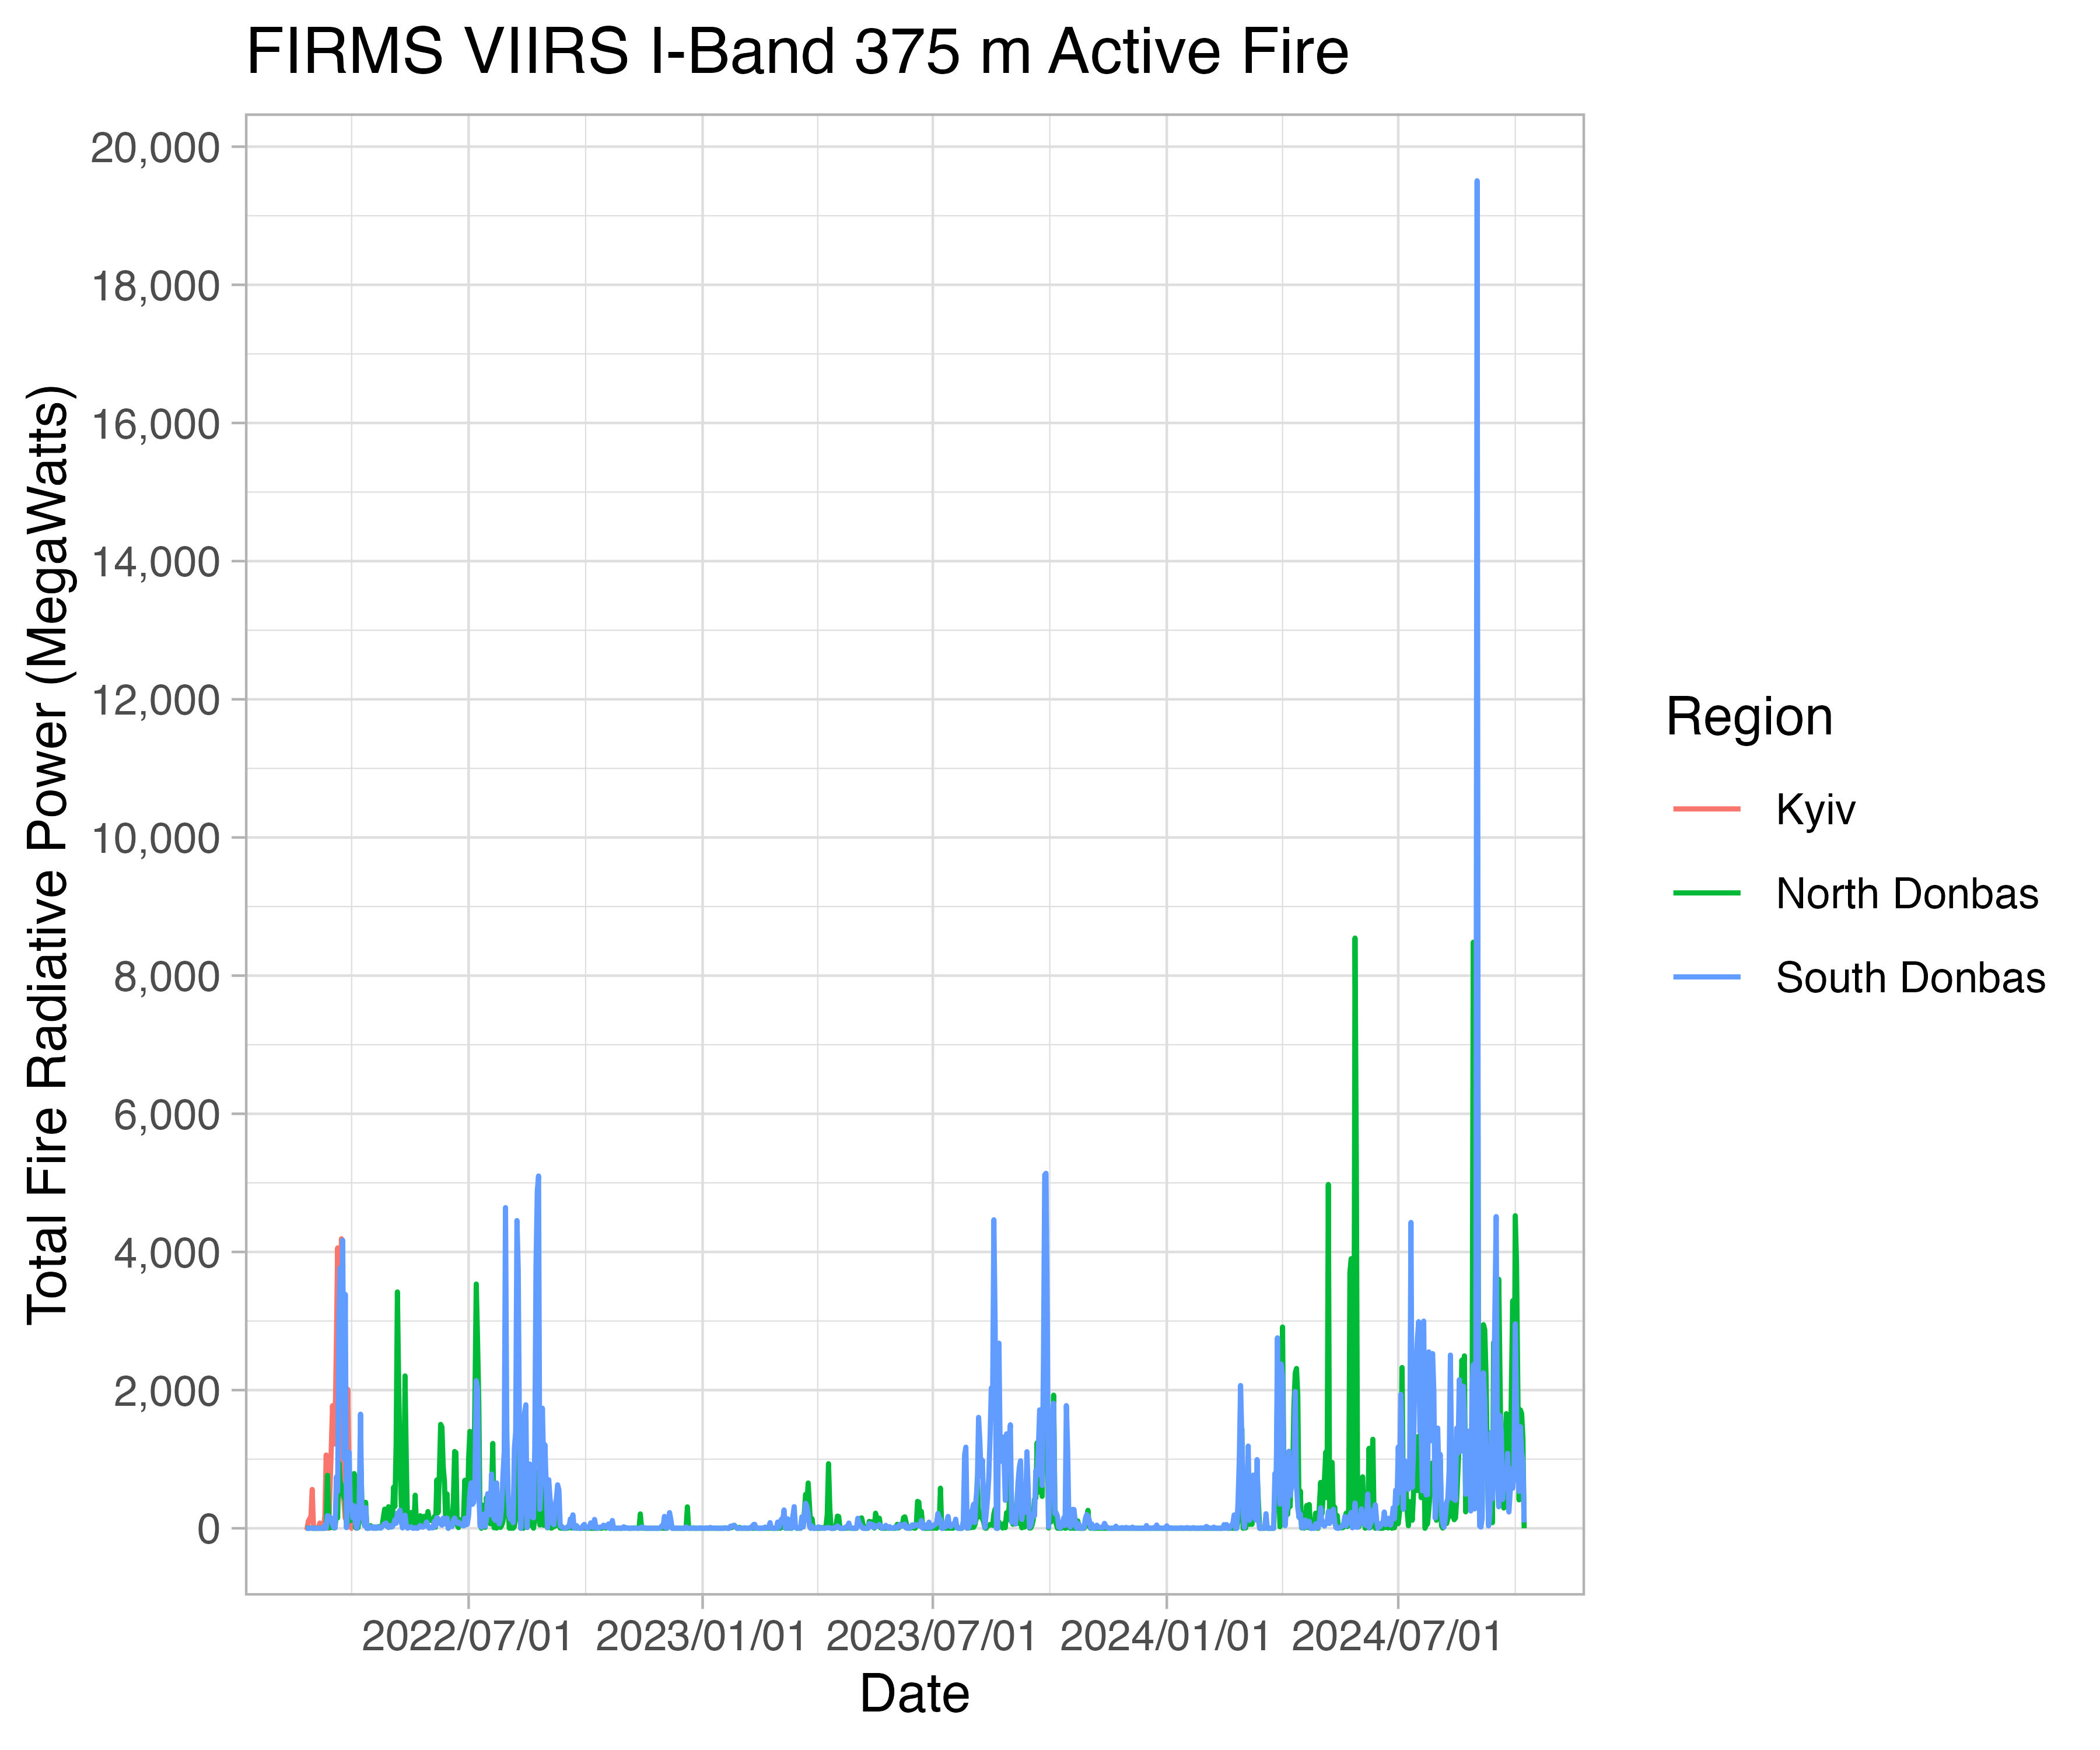 FIRMS VIIRS I-Band 375 m Active Fire
Total Fire Radiative Power (MegaWatts)
20,000
18,000
16,000
14,000
12,000
10,000
8,000
6,000
4,000
2,000
0
2022/07/01 2023/01/01 2023/07/01 2024/01/01 2024/07/01
Date
Region
Kyiv
North Donbas
South Donbas